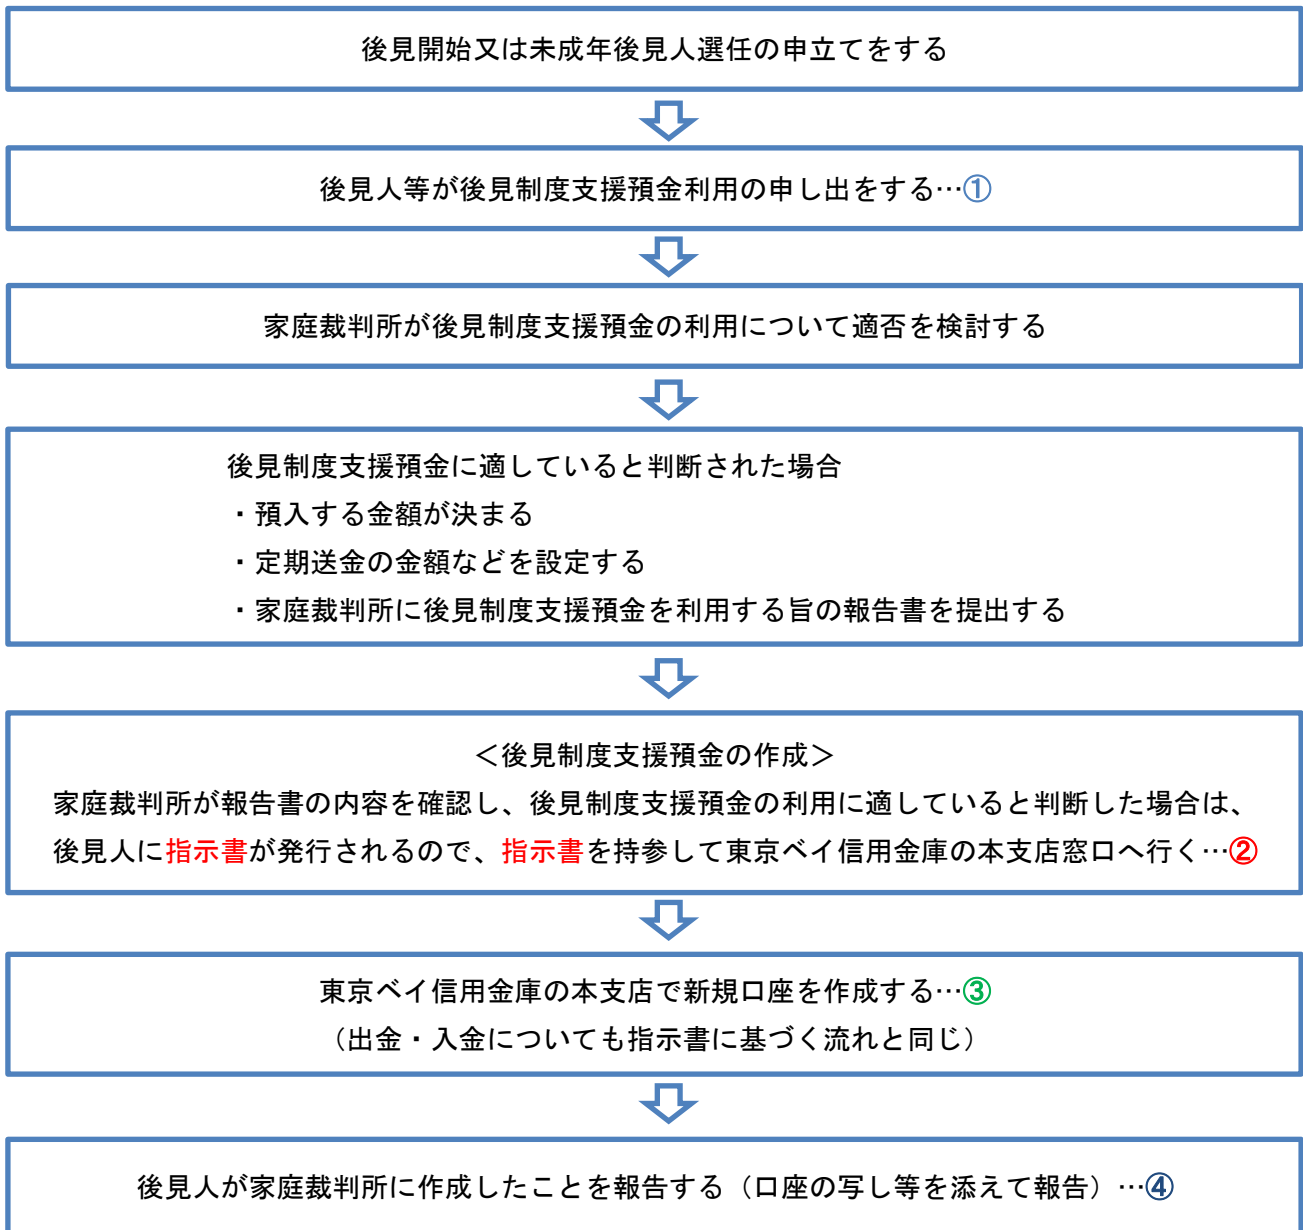 後見開始又は未成年後見人選任の申立てをする
後見人等が後見制度支援預金利用の申し出をする…①
家庭裁判所が後見制度支援預金の利用について適否を検討する
後見制度支援預金に適していると判断された場合
・預入する金額が決まる
・定期送金の金額などを設定する
・家庭裁判所に後見制度支援預金を利用する旨の報告書を提出する
＜後見制度支援預金の作成＞
家庭裁判所が報告書の内容を確認し、後見制度支援預金の利用に適していると判断した場合は、
後見人に指示書が発行されるので、指示書を持参して東京ベイ信用金庫の本支店窓口へ行く…②
東京ベイ信用金庫の本支店で新規口座を作成する…③
（出金・入金についても指示書に基づく流れと同じ）
後見人が家庭裁判所に作成したことを報告する（口座の写し等を添えて報告）…④